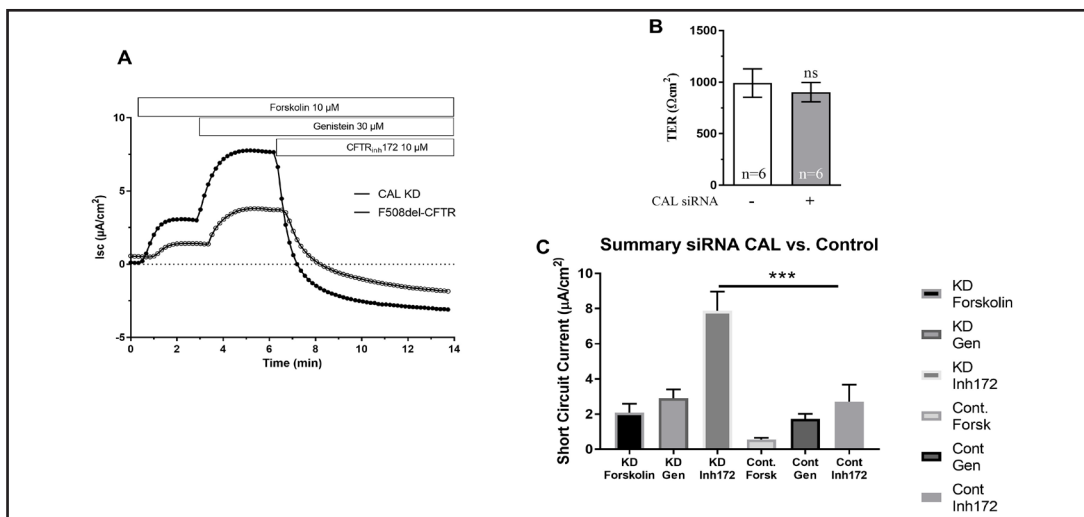 A
Forskolin 10 µM
Genistein 30 µM
CFTRinh172 10 µM
CAL KD
F508del-CFTR
Isc (µA/cm²)
10
5
0
-5
0 2 4 6 8 10 12 14
Time (min)
B
TER (Ωcm²)
1500
1000
500
0
ns
n=6 n=6
CAL siRNA - +
C
Summary siRNA CAL vs. Control
Short Circuit Current (µA/cm²)
10
8
6
4
2
0
***
KD KD KD Cont. Cont Cont
Forskolin Gen Inh172 Forsk Gen Inh172
KD
Forskolin
KD
Gen
KD
Inh172
Cont.
Forsk
Cont
Gen
Cont
Inh172